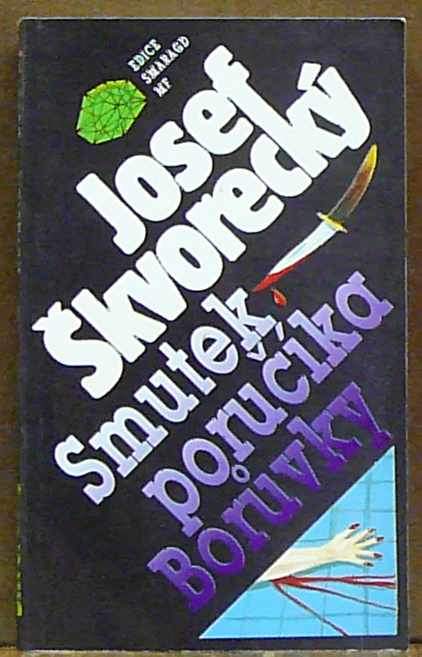 EDICE
SMARAGD
MF
Josef
Škvorecký
Smutek
poručíka
Borůvky